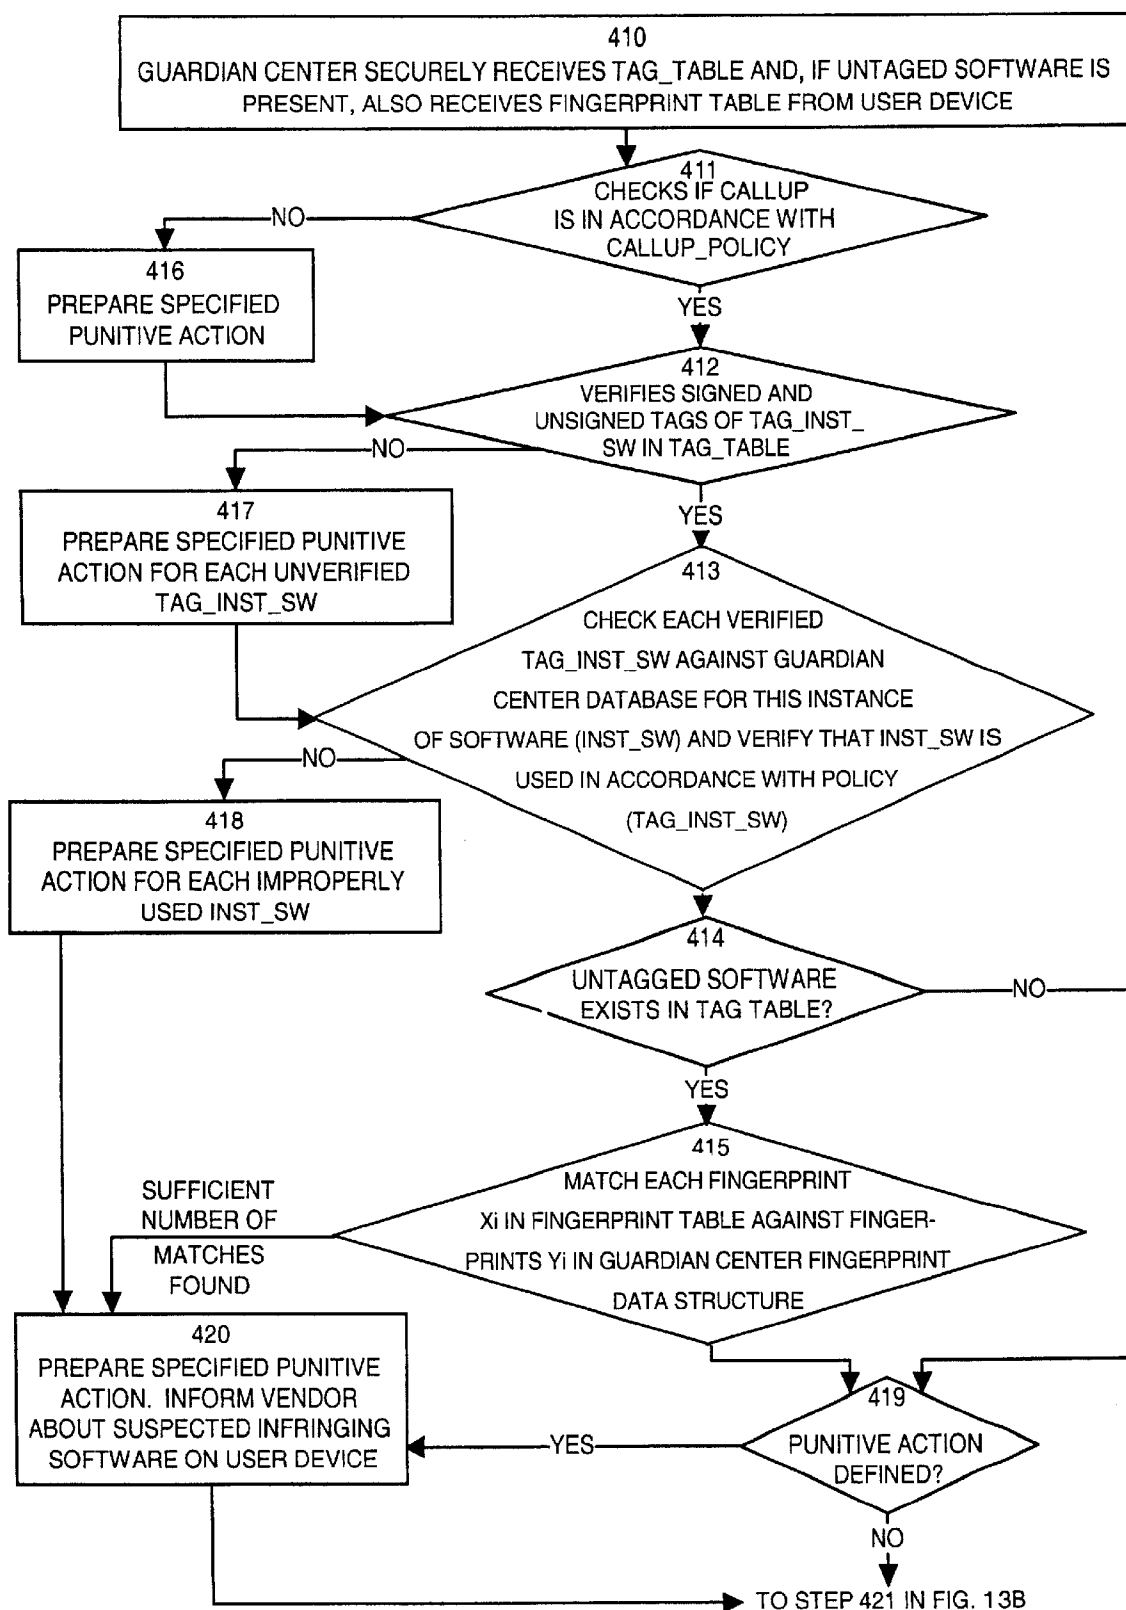 410
GUARDIAN CENTER SECURELY RECEIVES TAG_TABLE AND, IF UNTAGED SOFTWARE IS
PRESENT, ALSO RECEIVES FINGERPRINT TABLE FROM USER DEVICE
411
CHECKS IF CALLUP
IS IN ACCORDANCE WITH
CALLUP_POLICY
NO
416
PREPARE SPECIFIED
PUNITIVE ACTION
YES
412
VERIFIES SIGNED AND
UNSIGNED TAGS OF TAG_INST_
SW IN TAG_TABLE
NO
417
PREPARE SPECIFIED PUNITIVE
ACTION FOR EACH UNVERIFIED
TAG_INST_SW
YES
413
CHECK EACH VERIFIED
TAG_INST_SW AGAINST GUARDIAN
CENTER DATABASE FOR THIS INSTANCE
OF SOFTWARE (INST_SW) AND VERIFY THAT INST_SW IS
USED IN ACCORDANCE WITH POLICY
(TAG_INST_SW)
NO
418
PREPARE SPECIFIED PUNITIVE
ACTION FOR EACH IMPROPERLY
USED INST_SW
414
UNTAGGED SOFTWARE
EXISTS IN TAG TABLE?
NO
YES
415
MATCH EACH FINGERPRINT
Xi IN FINGERPRINT TABLE AGAINST FINGER-
PRINTS Yi IN GUARDIAN CENTER FINGERPRINT
DATA STRUCTURE
SUFFICIENT
NUMBER OF
MATCHES
FOUND
420
PREPARE SPECIFIED PUNITIVE
ACTION. INFORM VENDOR
ABOUT SUSPECTED INFRINGING
SOFTWARE ON USER DEVICE
419
PUNITIVE ACTION
DEFINED?
YES
NO
TO STEP 421 IN FIG. 13B